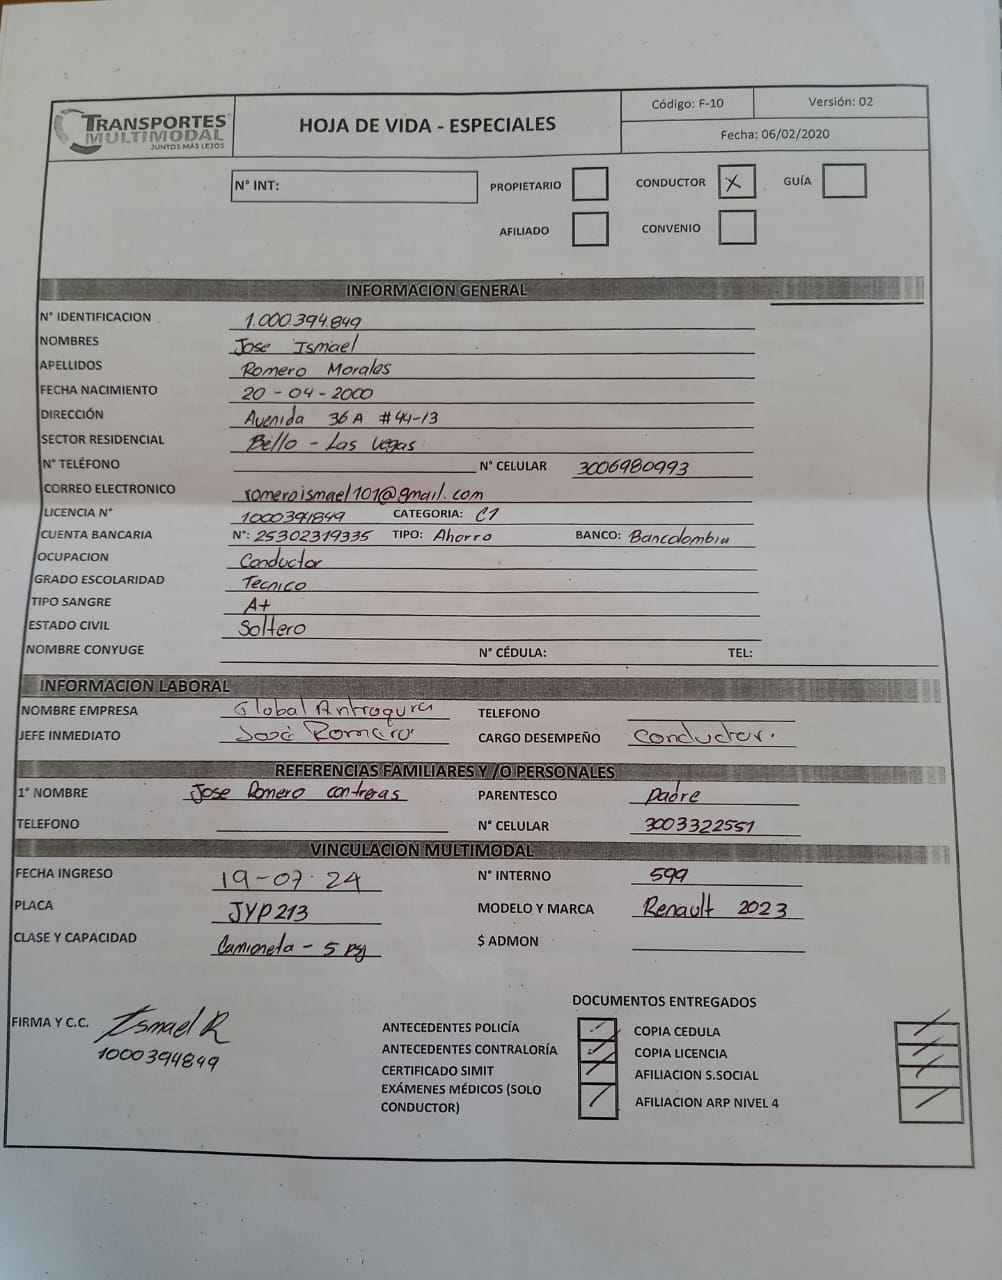 TRANSPORTES MULTIMODAL JUNTOS MÁS LEJOS
HOJA DE VIDA - ESPECIALES
Código: F-10 Versión: 02
Fecha: 06/02/2020
N° INT: PROPIETARIO CONDUCTOR X GUÍA
AFILIADO CONVENIO
INFORMACION GENERAL
N° IDENTIFICACION 1.000.394.849
NOMBRES Jose Ismael
APELLIDOS Romero Morales
FECHA NACIMIENTO 20-04-2000
DIRECCIÓN Avenida 36A #44-13
SECTOR RESIDENCIAL Bello - Las Vegas
N° TELÉFONO N° CELULAR 3006980993
CORREO ELECTRONICO romeroismael101@gmail.com
LICENCIA N° 1000394849 CATEGORIA: C1
CUENTA BANCARIA N°: 25302319335 TIPO: Ahorro BANCO: Bancolombia
OCUPACION Conductor
GRADO ESCOLARIDAD Tecnico
TIPO SANGRE A+
ESTADO CIVIL Soltero
NOMBRE CONYUGE N° CÉDULA: TEL:
INFORMACION LABORAL
NOMBRE EMPRESA Global Antioquia TELEFONO
JEFE INMEDIATO José Romero CARGO DESEMPEÑO Conductor.
REFERENCIAS FAMILIARES Y /O PERSONALES
1° NOMBRE Jose Romero contreras PARENTESCO padre
TELEFONO N° CELULAR 3003322551
VINCULACION MULTIMODAL
FECHA INGRESO 19-07-24 N° INTERNO 599
PLACA JYP213 MODELO Y MARCA Renault 2023
CLASE Y CAPACIDAD Camioneta - 5 psj $ ADMON
DOCUMENTOS ENTREGADOS
FIRMA Y C.C. Ismael R
1000394849
ANTECEDENTES POLICÍA COPIA CEDULA
ANTECEDENTES CONTRALORÍA COPIA LICENCIA
CERTIFICADO SIMIT AFILIACION S.SOCIAL
EXÁMENES MÉDICOS (SOLO CONDUCTOR) AFILIACION ARP NIVEL 4